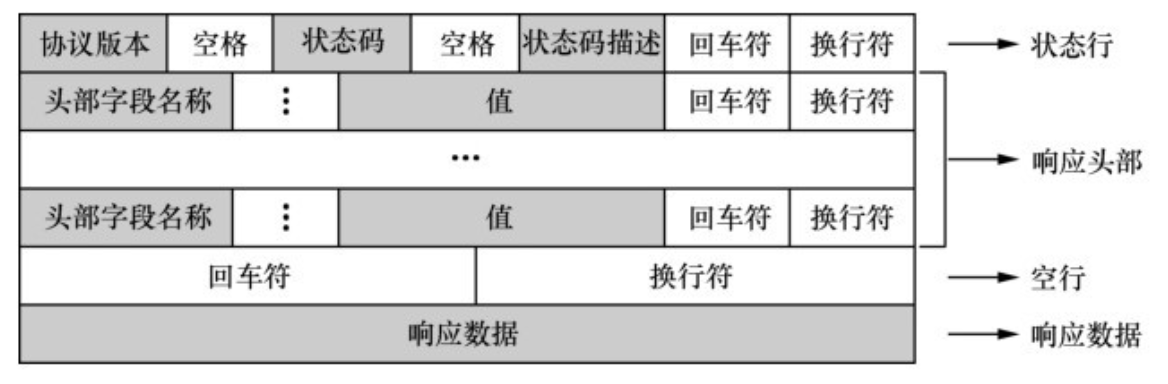 协议版本 空格 状态码 空格 状态码描述 回车符 换行符 状态行
头部字段名称 ⋮ 值 回车符 换行符
… 响应头部
头部字段名称 ⋮ 值 回车符 换行符
回车符 换行符 空行
响应数据 响应数据